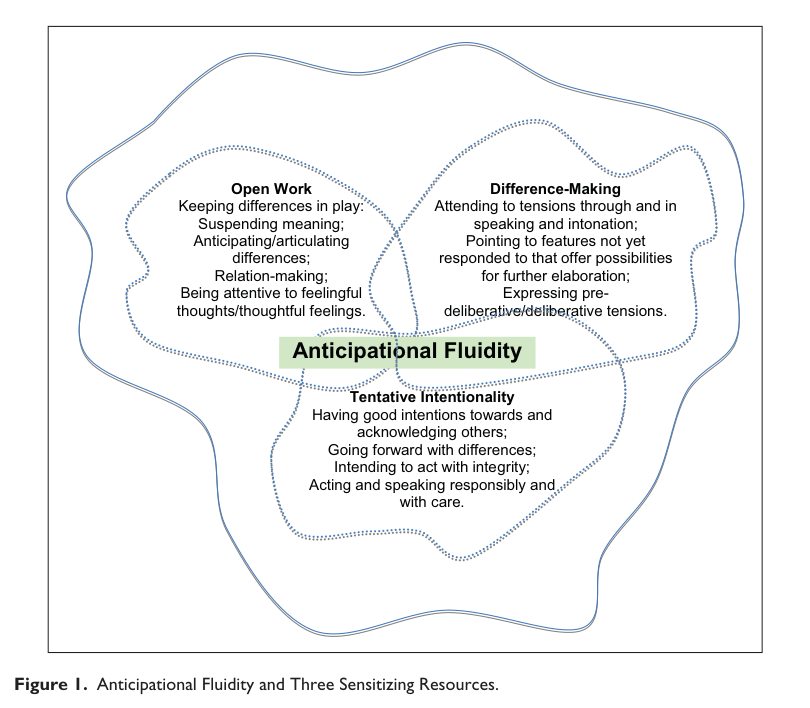 Open Work
Keeping differences in play:
Suspending meaning;
Anticipating/articulating
differences;
Relation-making;
Being attentive to feelingful
thoughts/thoughtful feelings.
Difference-Making
Attending to tensions through and in
speaking and intonation;
Pointing to features not yet
responded to that offer possibilities
for further elaboration;
Expressing pre-
deliberative/deliberative tensions.
Anticipational Fluidity
Tentative Intentionality
Having good intentions towards and
acknowledging others;
Going forward with differences;
Intending to act with integrity;
Acting and speaking responsibly and
with care.
Figure 1. Anticipational Fluidity and Three Sensitizing Resources.